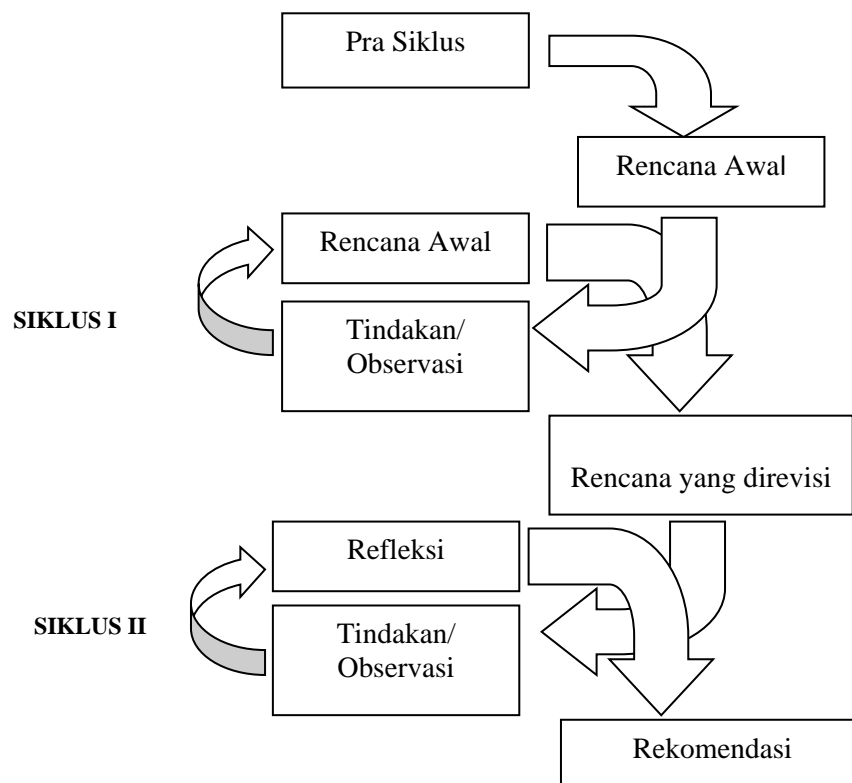 Pra Siklus
Rencana Awal
Rencana Awal
SIKLUS I
Tindakan/
Observasi
Rencana yang direvisi
Refleksi
SIKLUS II
Tindakan/
Observasi
Rekomendasi